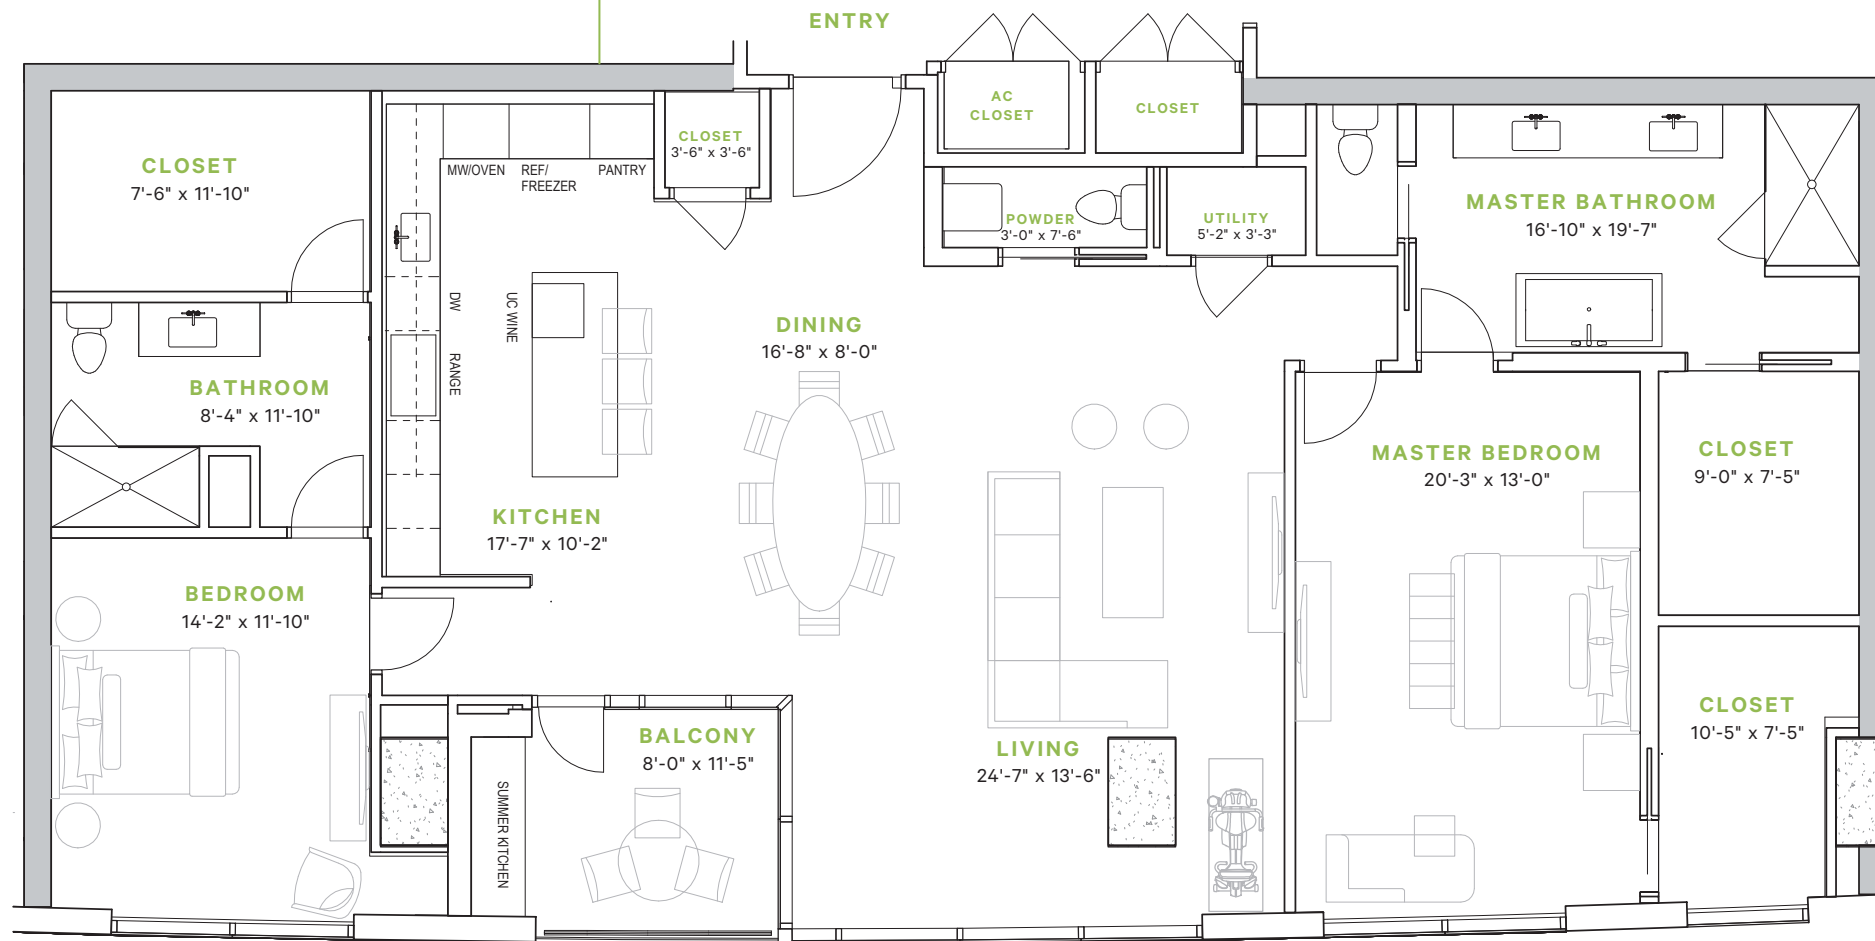 ENTRY
AC
CLOSET
CLOSET
CLOSET
3'-6" x 3'-6"
CLOSET
7'-6" x 11'-10"
MW/OVEN
REF/
FREEZER
PANTRY
MASTER BATHROOM
16'-10" x 19'-7"
POWDER
3'-0" x 7'-6"
UTILITY
5'-2" x 3'-3"
DW
UC WINE
RANGE
DINING
16'-8" x 8'-0"
BATHROOM
8'-4" x 11'-10"
MASTER BEDROOM
20'-3" x 13'-0"
CLOSET
9'-0" x 7'-5"
KITCHEN
17'-7" x 10'-2"
BEDROOM
14'-2" x 11'-10"
BALCONY
8'-0" x 11'-5"
LIVING
24'-7" x 13'-6"
CLOSET
10'-5" x 7'-5"
SUMMER KITCHEN